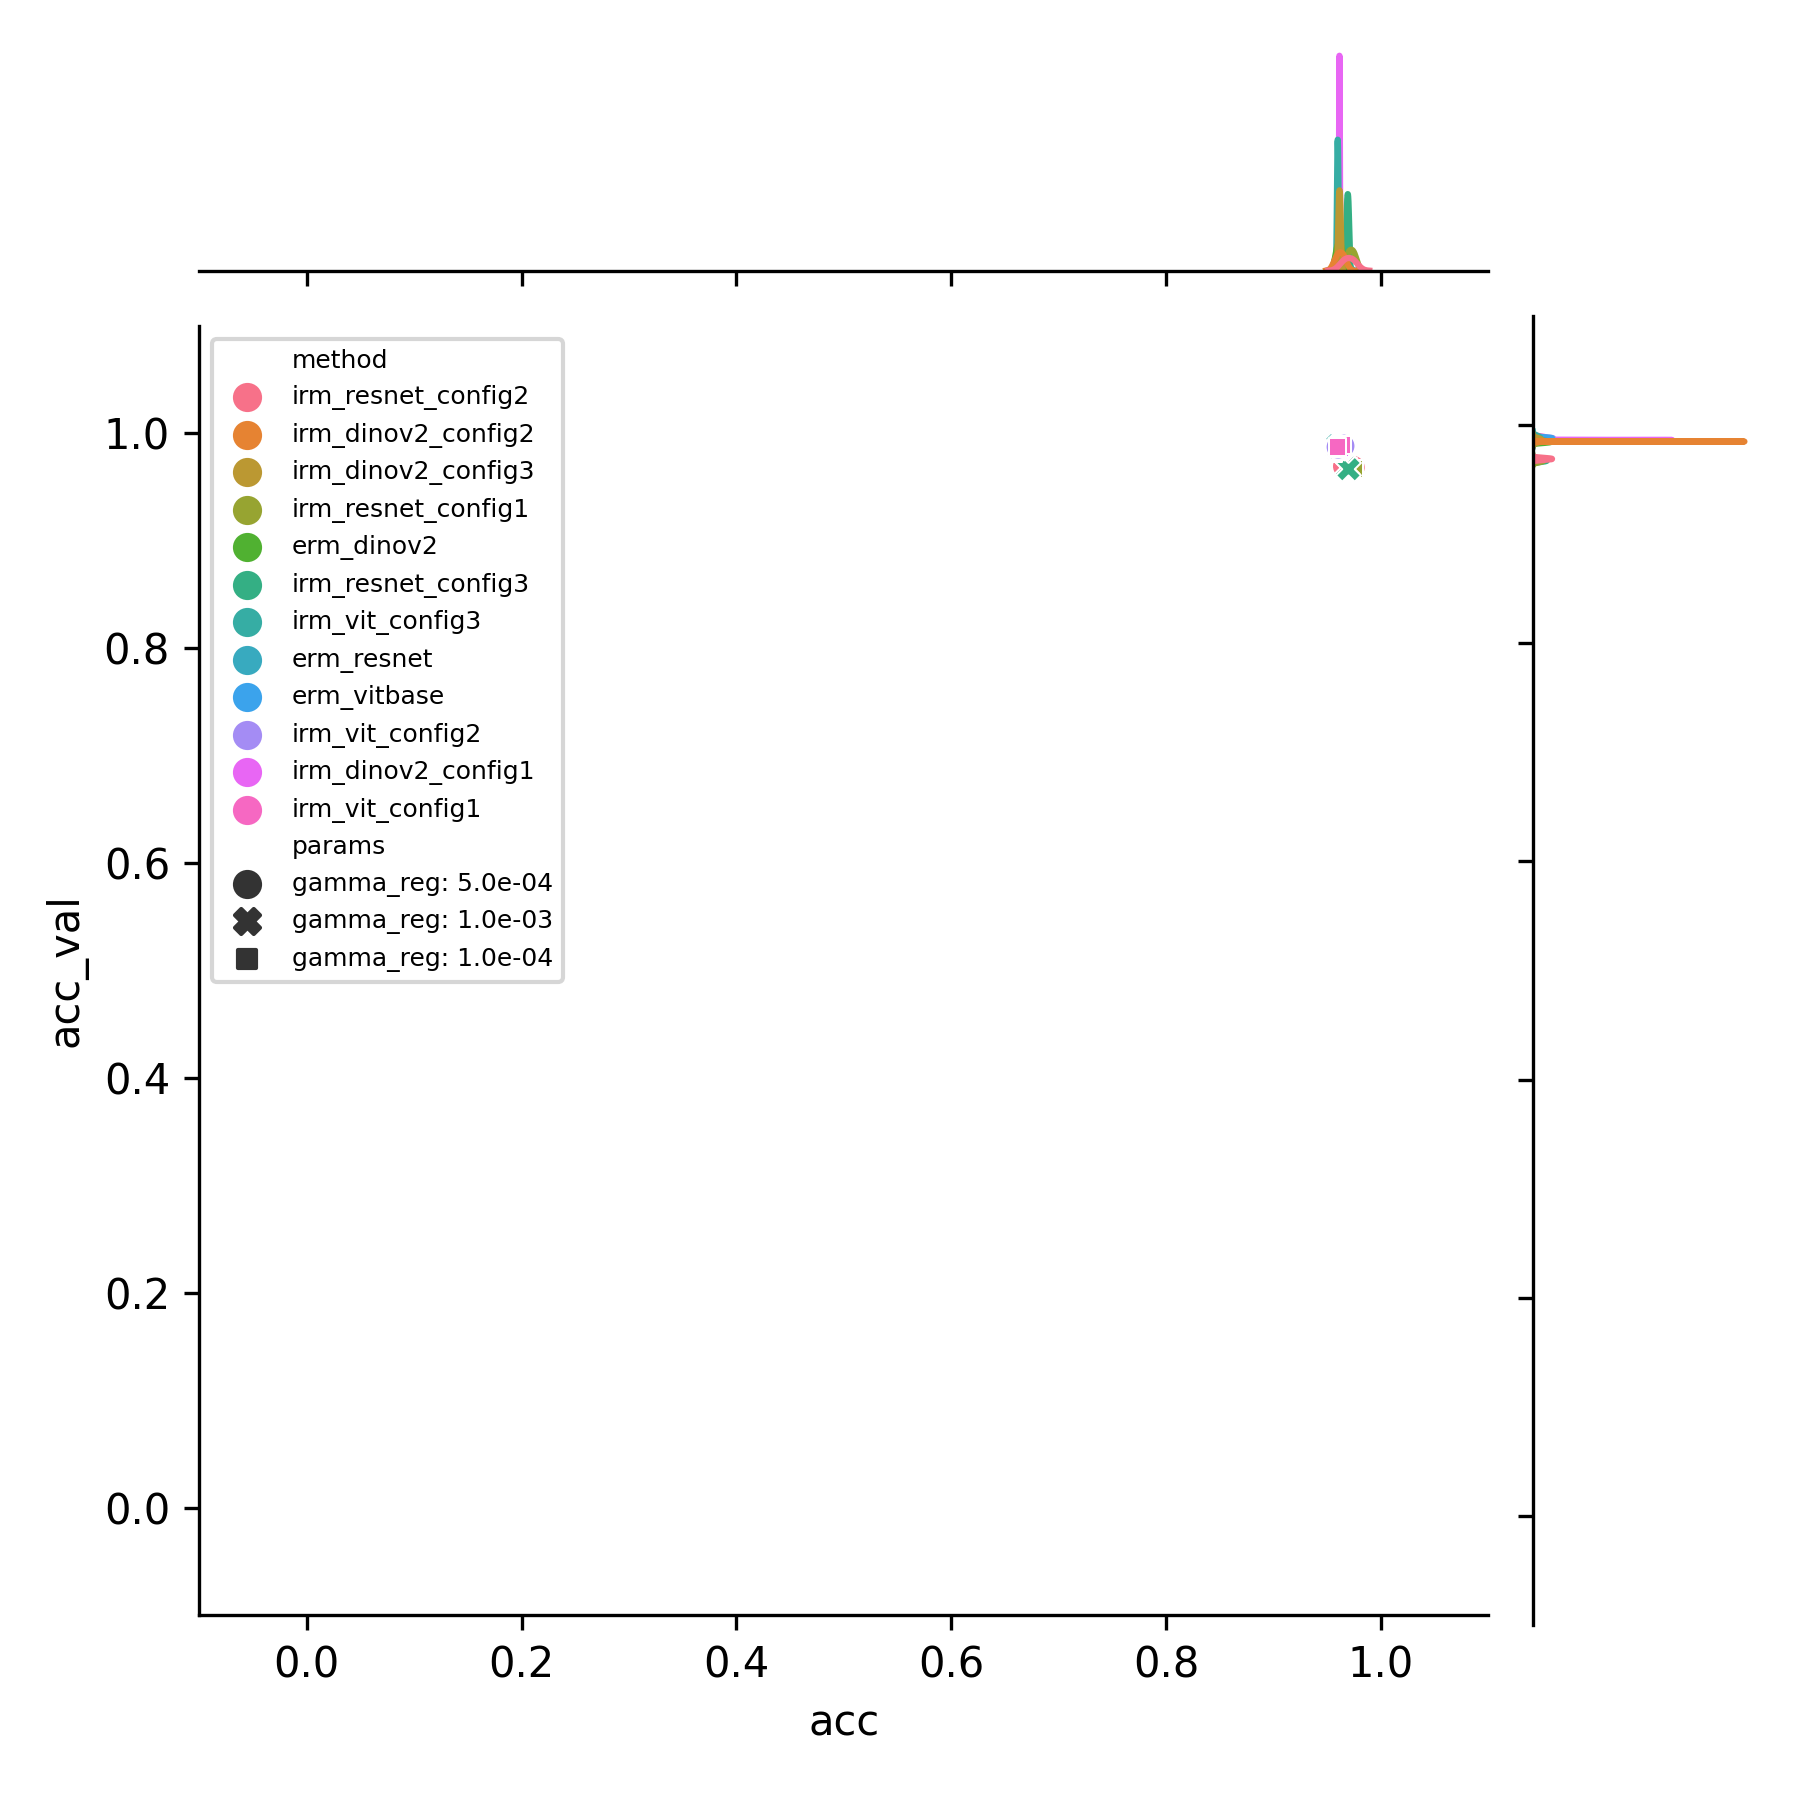 method
irm_resnet_config2
irm_dinov2_config2
irm_dinov2_config3
irm_resnet_config1
erm_dinov2
irm_resnet_config3
irm_vit_config3
erm_resnet
erm_vitbase
irm_vit_config2
irm_dinov2_config1
irm_vit_config1
params
gamma_reg: 5.0e-04
gamma_reg: 1.0e-03
gamma_reg: 1.0e-04
acc_val
1.0
0.8
0.6
0.4
0.2
0.0
0.0 0.2 0.4 0.6 0.8 1.0
acc